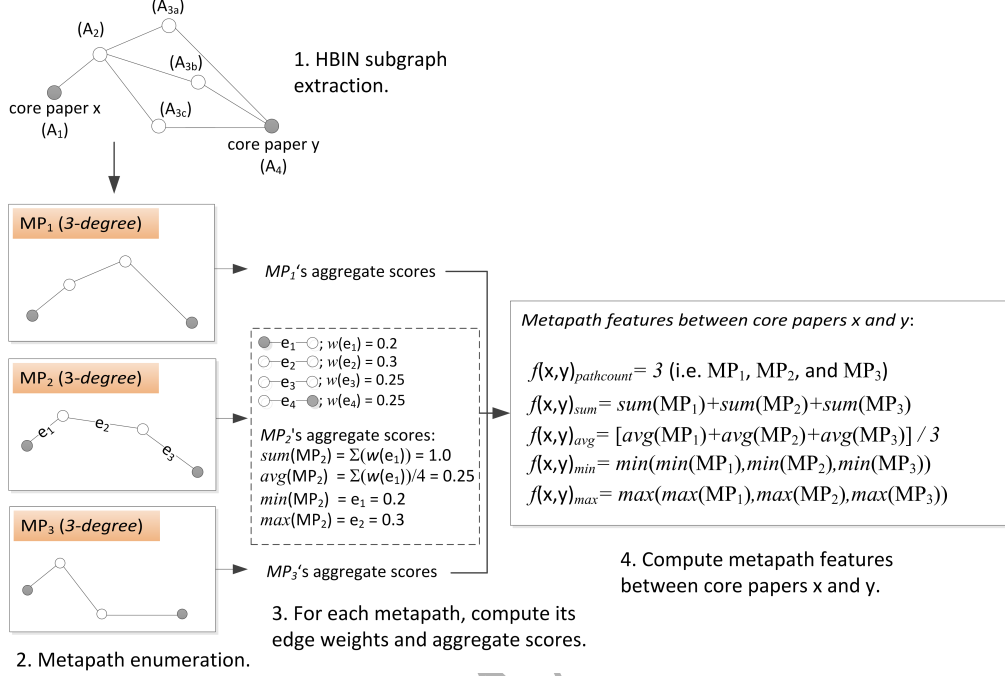 (A3a)
(A2)
(A3b)
(A3c)
core paper x
(A1)
core paper y
(A4)
1. HBIN subgraph
extraction.
MP1 (3-degree)
MP2 (3-degree)
e1
e2
e3
MP3 (3-degree)
2. Metapath enumeration.
MP1‘s aggregate scores
e1 ; w(e1) = 0.2
e2 ; w(e2) = 0.3
e3 ; w(e3) = 0.25
e4 ; w(e4) = 0.25
MP2's aggregate scores:
sum(MP2) = Σ(w(e1)) = 1.0
avg(MP2) = Σ(w(e1))/4 = 0.25
min(MP2) = e1 = 0.2
max(MP2) = e2 = 0.3
MP3‘s aggregate scores
3. For each metapath, compute its
edge weights and aggregate scores.
Metapath features between core papers x and y:
f(x,y)pathcount= 3 (i.e. MP1, MP2, and MP3)
f(x,y)sum= sum(MP1)+sum(MP2)+sum(MP3)
f(x,y)avg= [avg(MP1)+avg(MP2)+avg(MP3)] / 3
f(x,y)min= min(min(MP1),min(MP2),min(MP3))
f(x,y)max= max(max(MP1),max(MP2),max(MP3))
4. Compute metapath features
between core papers x and y.